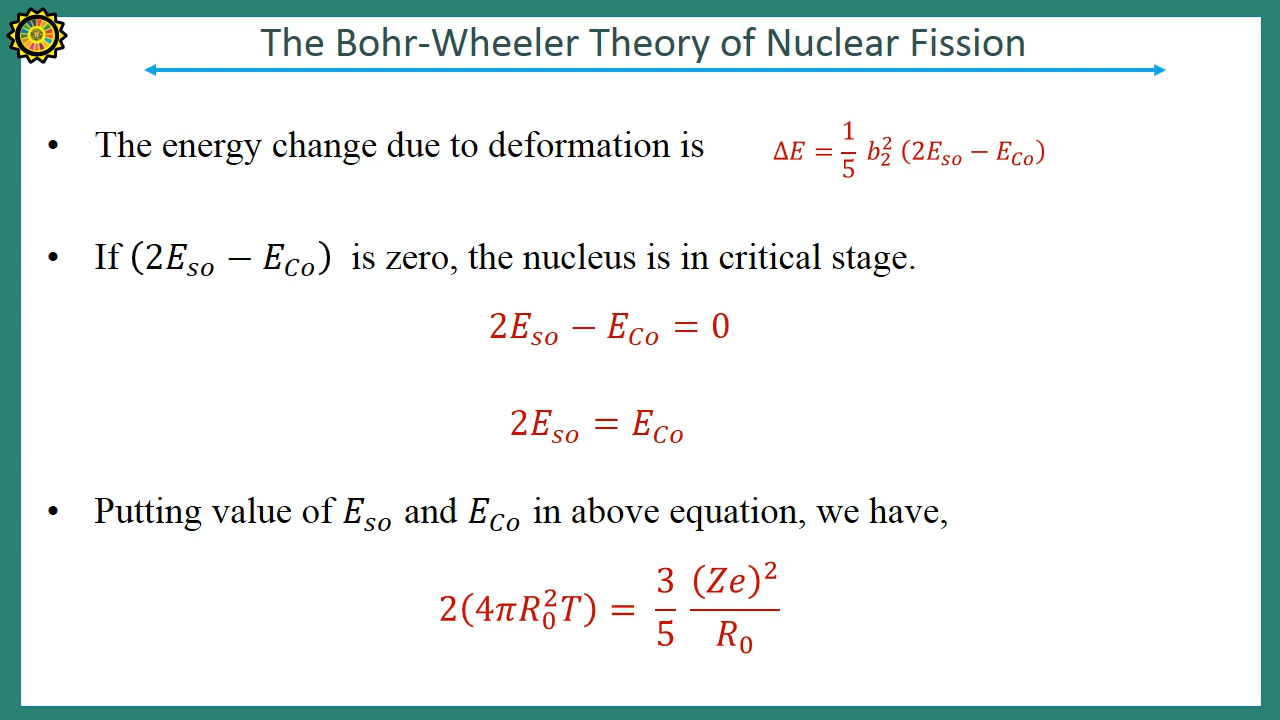 The Bohr-Wheeler Theory of Nuclear Fission
• The energy change due to deformation is ΔE = 1/5 b₂² (2E_so − E_Co)
• If (2E_so − E_Co) is zero, the nucleus is in critical stage.
2E_so − E_Co = 0
2E_so = E_Co
• Putting value of E_so and E_Co in above equation, we have,
2(4πR₀²T) = 3/5 (Ze)²/R₀